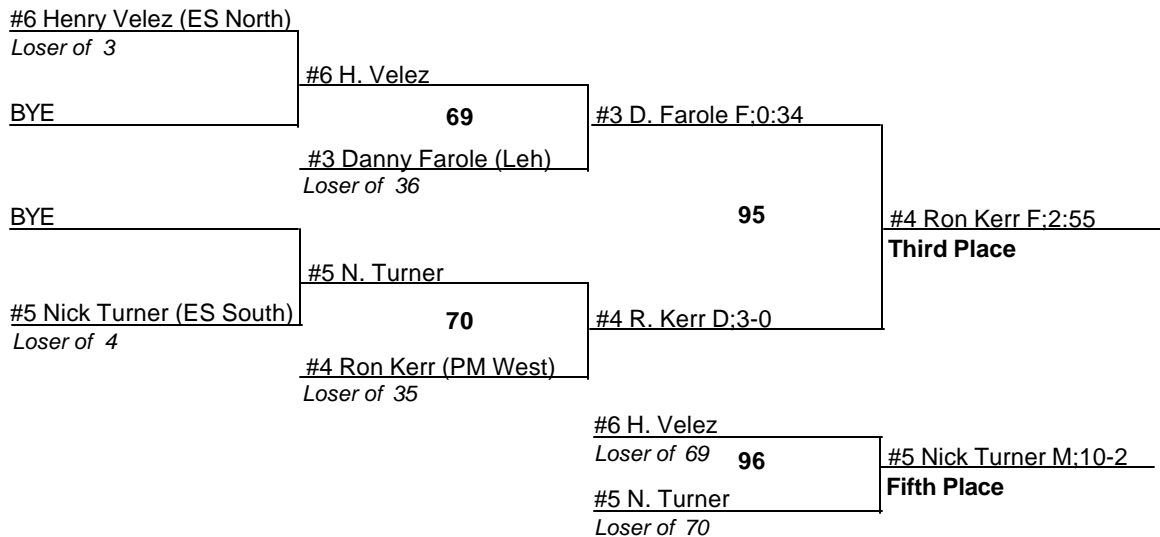 #6 Henry Velez (ES North)
Loser of 3
#6 H. Velez
BYE
69
#3 D. Farole F;0:34
#3 Danny Farole (Leh)
Loser of 36
BYE
95
#4 Ron Kerr F;2:55
Third Place
#5 N. Turner
#5 Nick Turner (ES South)
Loser of 4
70
#4 R. Kerr D;3-0
#4 Ron Kerr (PM West)
Loser of 35
#6 H. Velez
Loser of 69
96
#5 Nick Turner M;10-2
Fifth Place
#5 N. Turner
Loser of 70